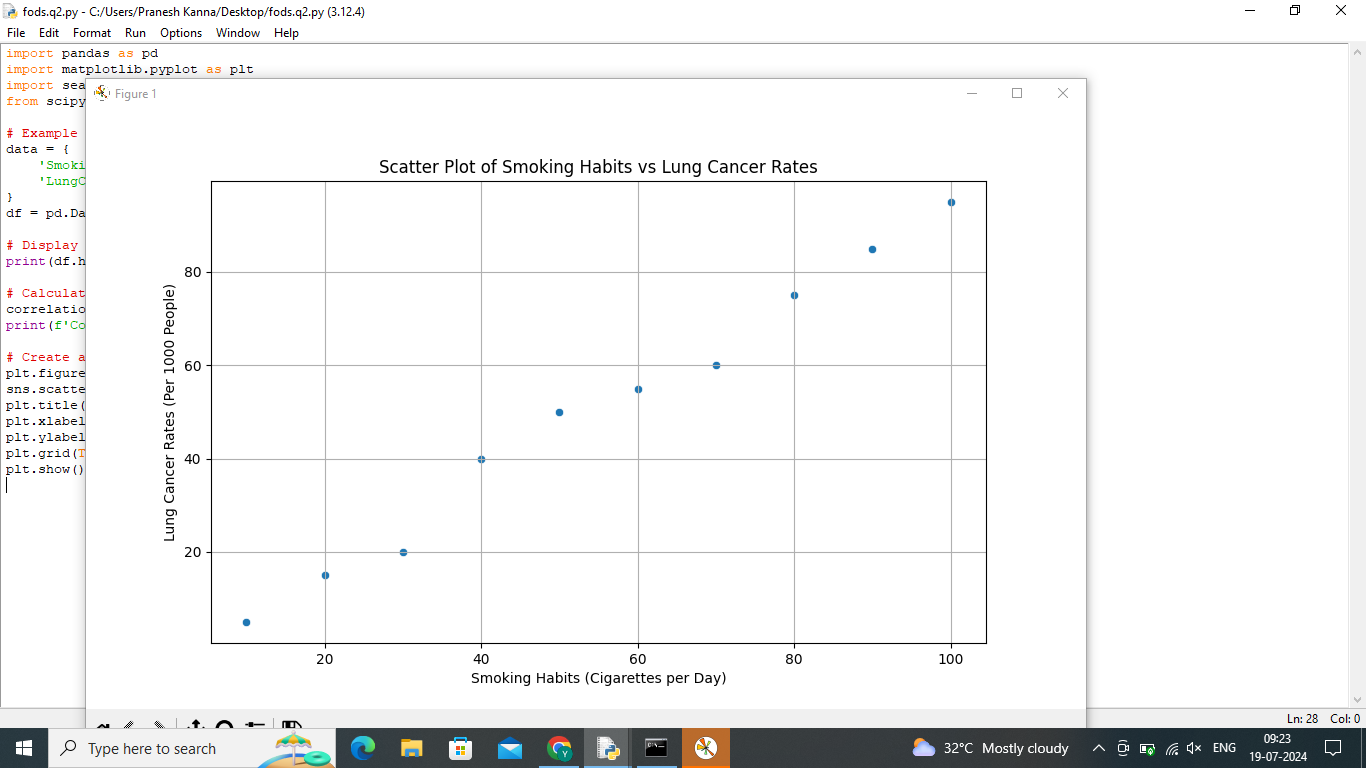 fods.q2.py - C:/Users/Pranesh Kanna/Desktop/fods.q2.py (3.12.4)
File Edit Format Run Options Window Help
import pandas as pd
import matplotlib.pyplot as plt
import sea
from scipy
# Example
data = {
'Smoki
'LungC
}
df = pd.Da
# Display
print(df.h
# Calculat
correlatio
print(f'Co
# Create a
plt.figure
sns.scatte
plt.title(
plt.xlabel
plt.ylabel
plt.grid(T
plt.show()
Figure 1
Scatter Plot of Smoking Habits vs Lung Cancer Rates
Lung Cancer Rates (Per 1000 People)
80
60
40
20
20 40 60 80 100
Smoking Habits (Cigarettes per Day)
Ln: 28 Col: 0
Type here to search
32°C Mostly cloudy
ENG
09:23
19-07-2024